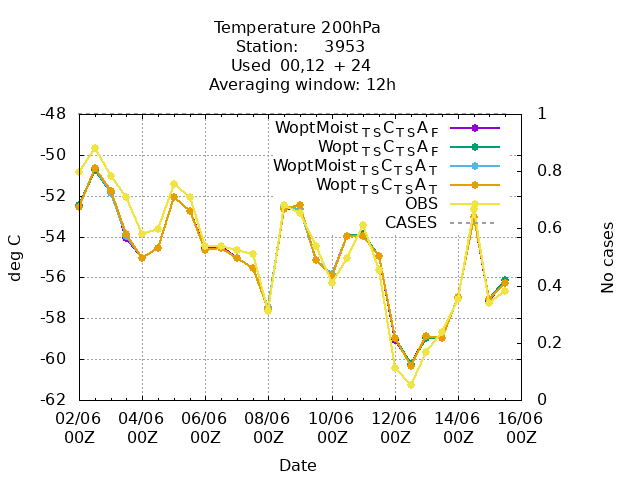 Temperature 200hPa
Station: 3953
Used 00,12 + 24
Averaging window: 12h
-48
-50
-52
-54
-56
-58
-60
-62
1
0.8
0.6
0.4
0.2
0
WoptMoist TS C TS A F
Wopt TS C TS A F
WoptMoist TS C TS A T
Wopt TS C TS A T
OBS
CASES
deg C
No cases
02/06 04/06 06/06 08/06 10/06 12/06 14/06 16/06
00Z 00Z 00Z 00Z 00Z 00Z 00Z 00Z
Date